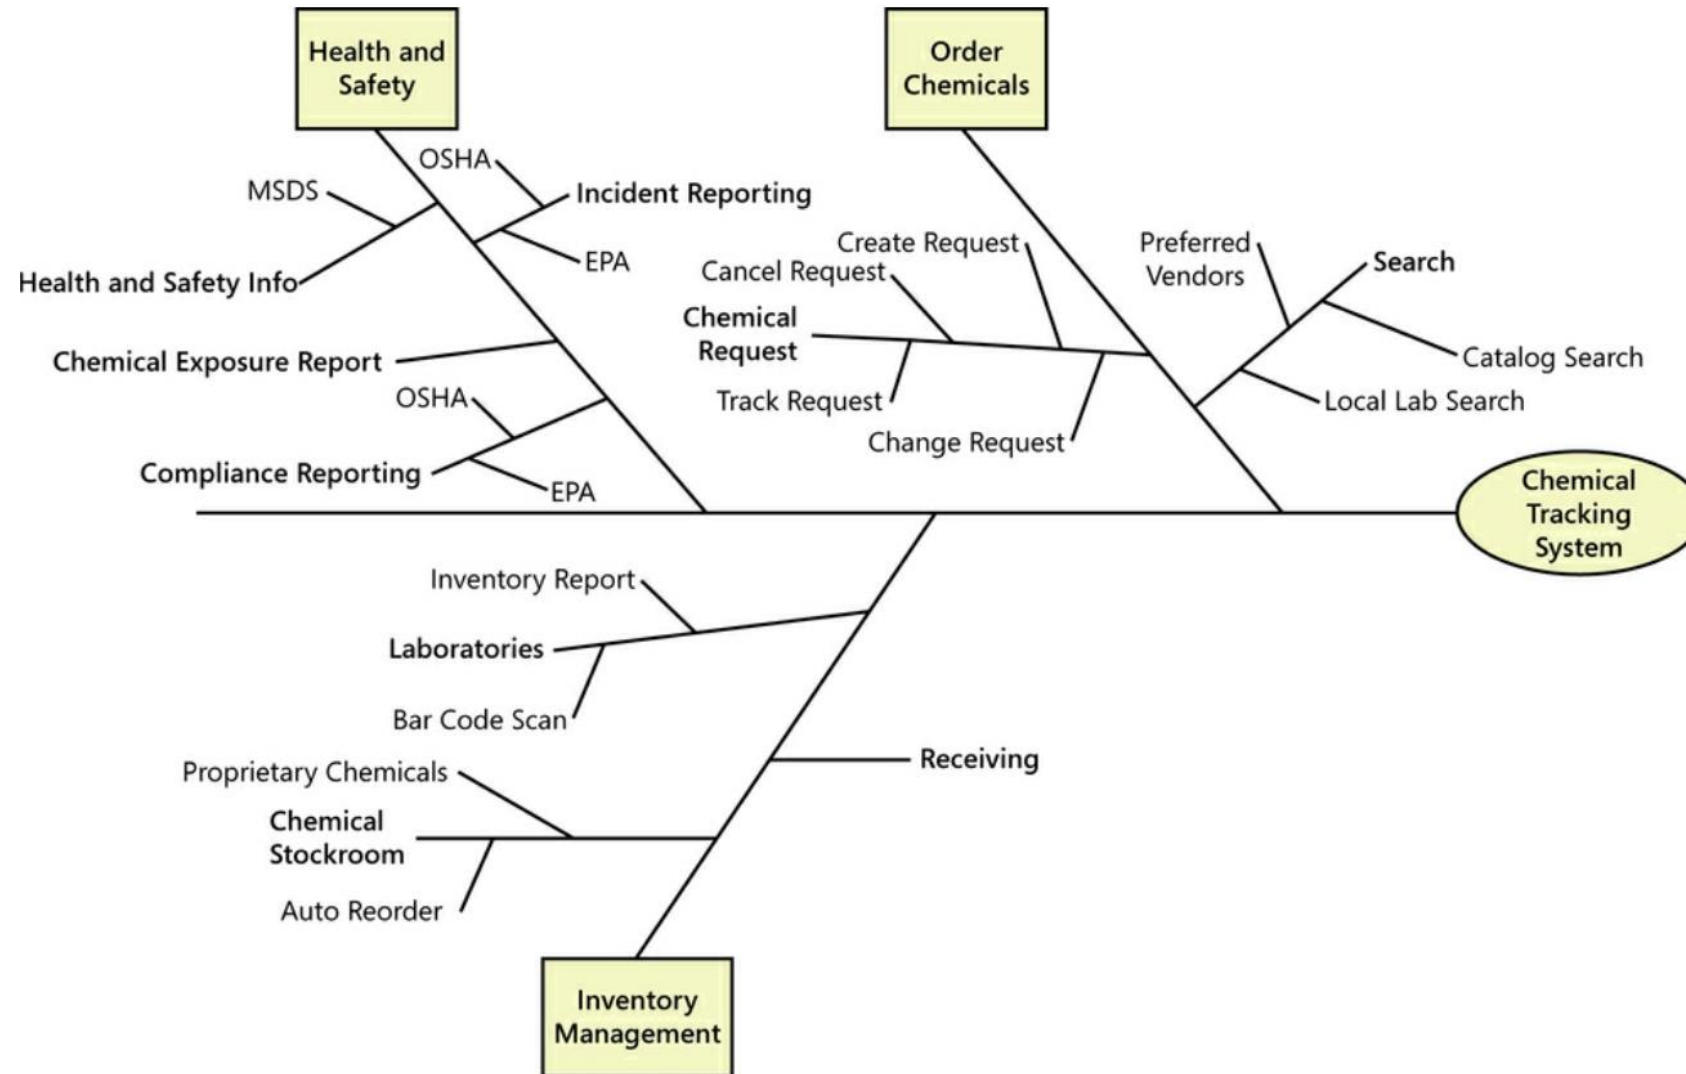 Health and
Safety
Order
Chemicals
OSHA
MSDS
Incident Reporting
EPA
Health and Safety Info
Chemical Exposure Report
OSHA
Compliance Reporting
EPA
Create Request
Cancel Request
Chemical
Request
Track Request
Change Request
Preferred
Vendors
Search
Catalog Search
Local Lab Search
Chemical
Tracking
System
Inventory Report
Laboratories
Bar Code Scan
Receiving
Proprietary Chemicals
Chemical
Stockroom
Auto Reorder
Inventory
Management